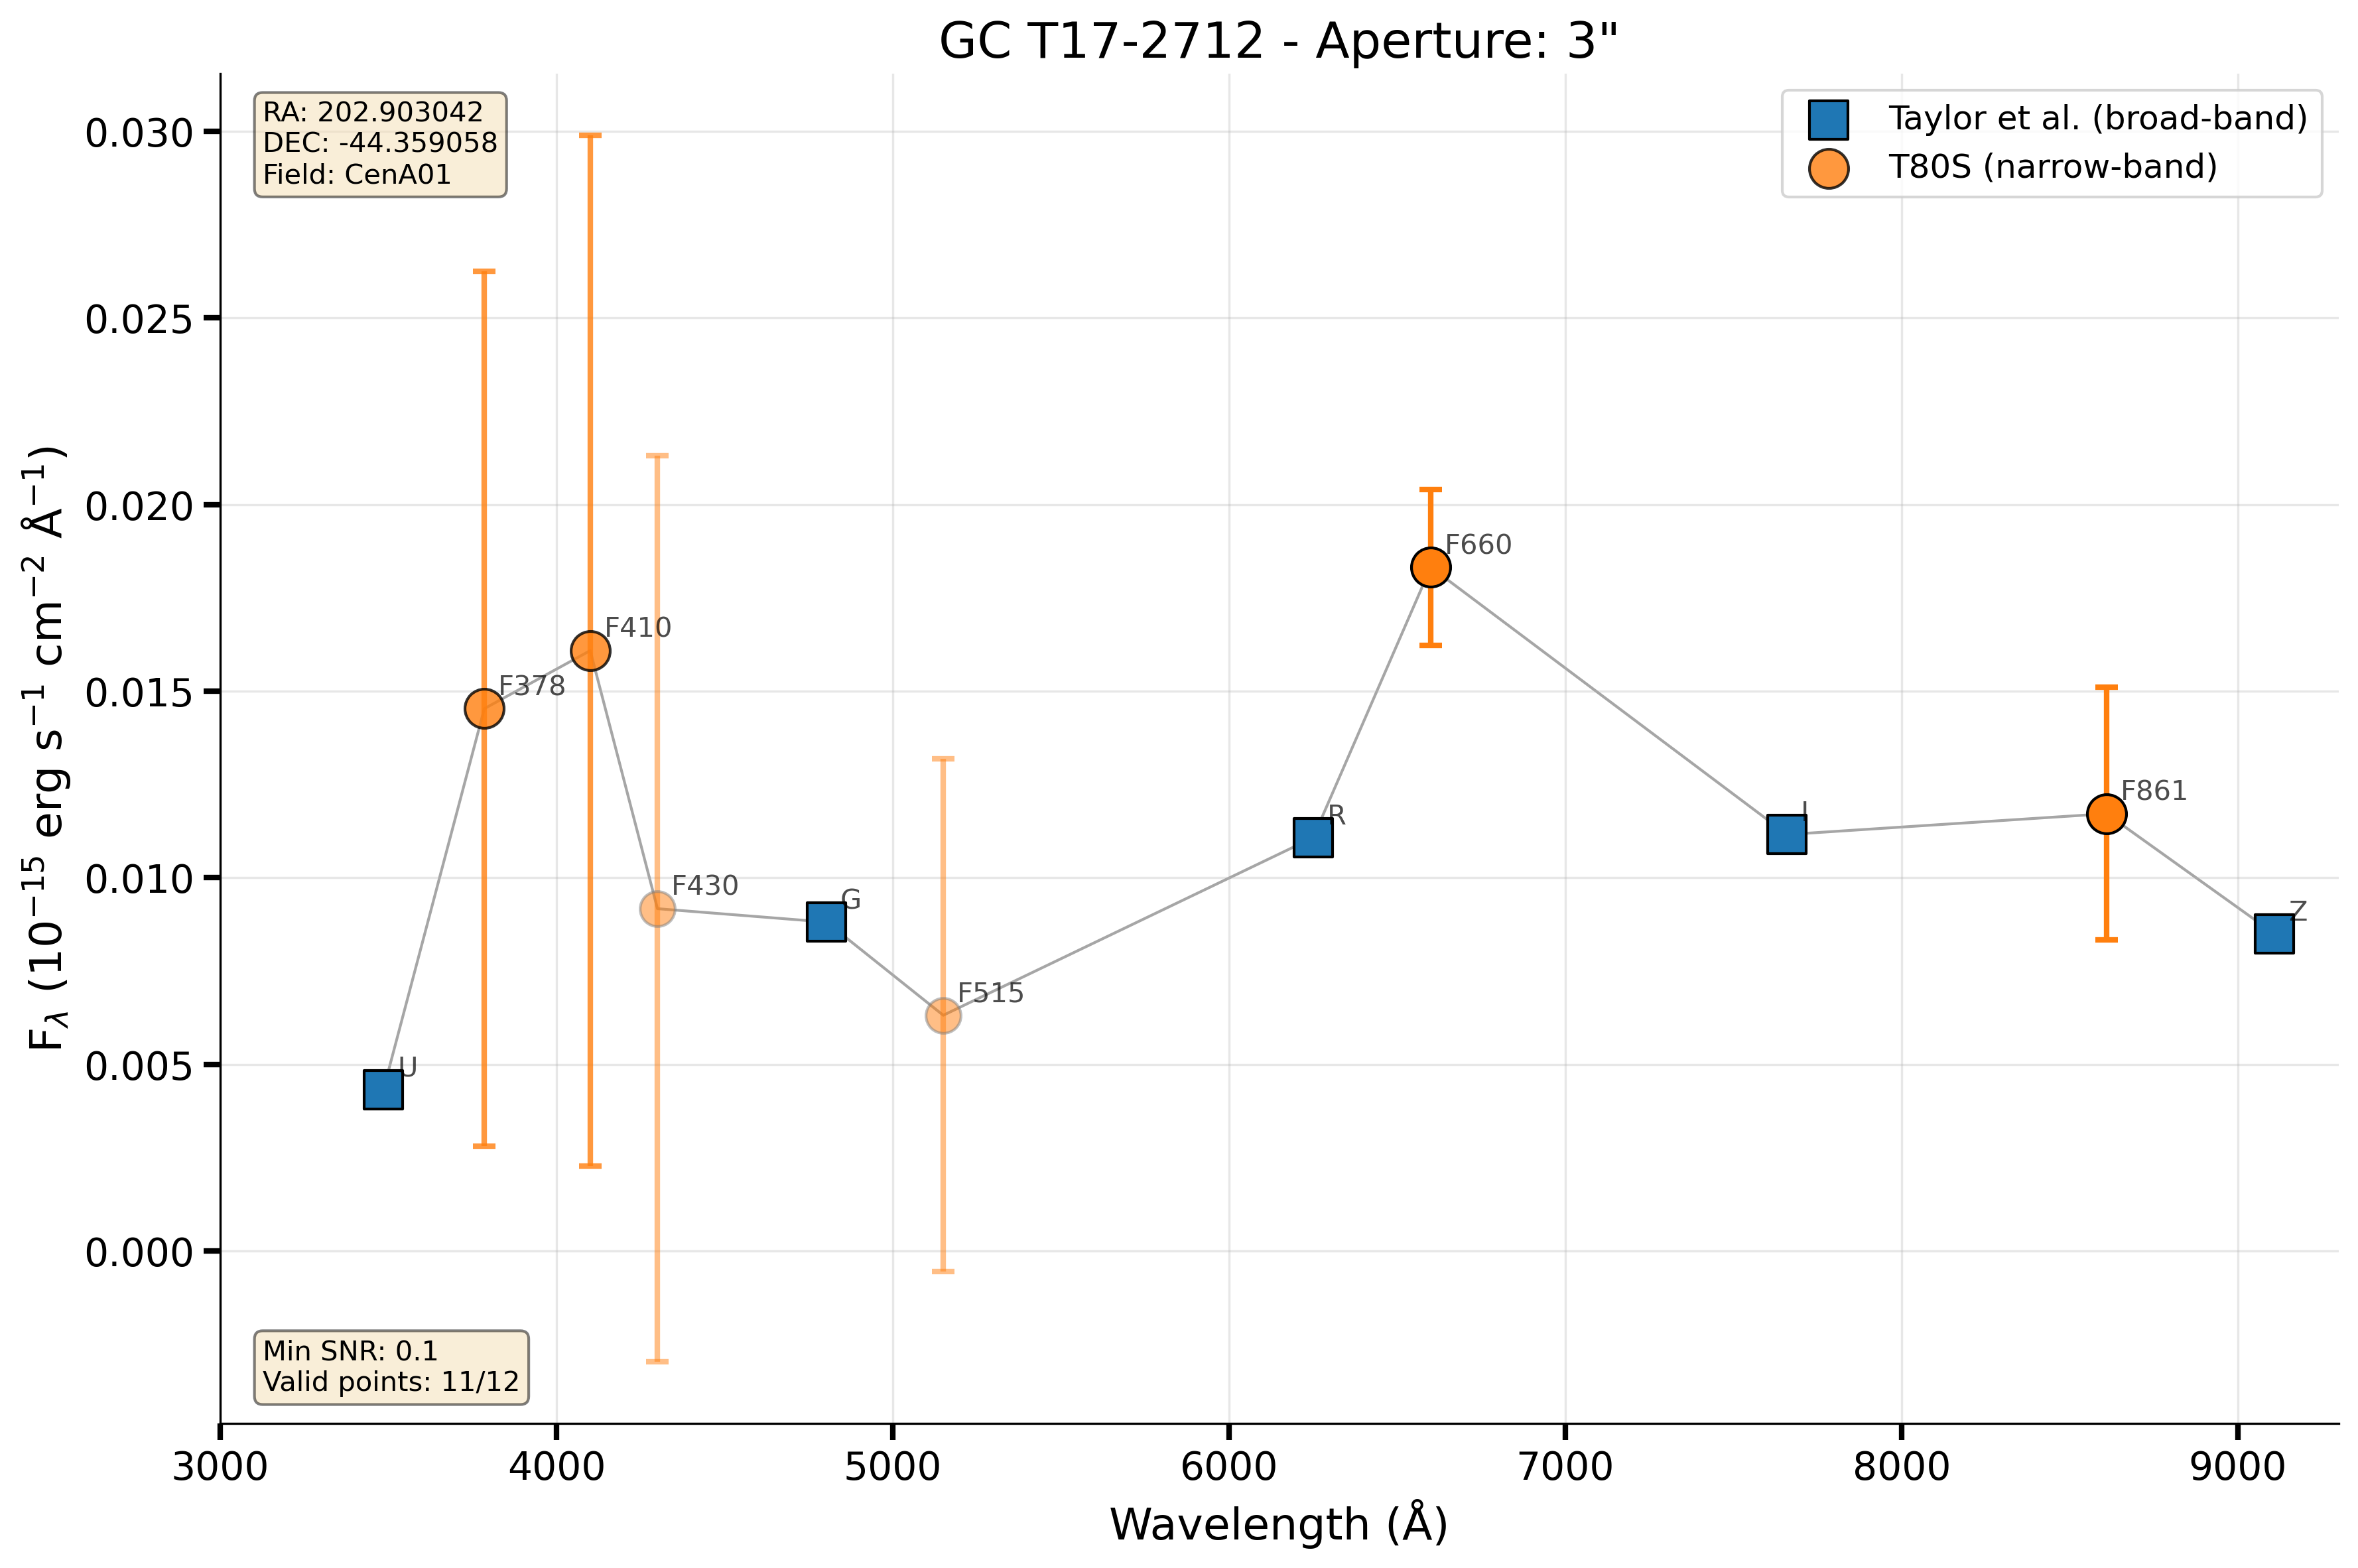 GC T17-2712 - Aperture: 3"
RA: 202.903042
DEC: -44.359058
Field: CenA01
Taylor et al. (broad-band)
T80S (narrow-band)
0.030
0.025
0.020
0.015
0.010
0.005
0.000
F$_{\lambda}$ (10$^{-15}$ erg s$^{-1}$ cm$^{-2}$ Å$^{-1}$)
U
F378
F410
F430
G
F515
R
F660
I
F861
Z
Min SNR: 0.1
Valid points: 11/12
3000 4000 5000 6000 7000 8000 9000
Wavelength (Å)